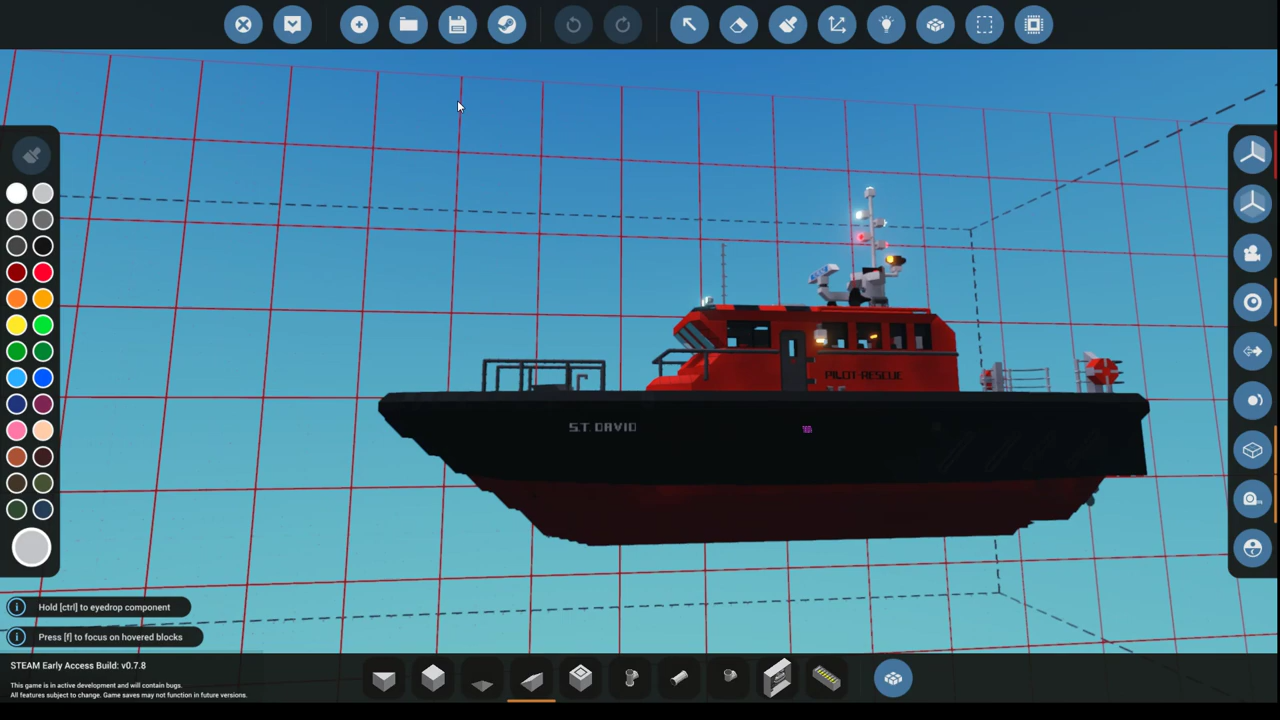 PILOT-RESCUE
S.T. DAVID
Hold [ctrl] to eyedrop component
Press [f] to focus on hovered blocks
STEAM Early Access Build: v0.7.8
This game is in active development and will contain bugs.
All features subject to change. Game saves may not function in future versions.